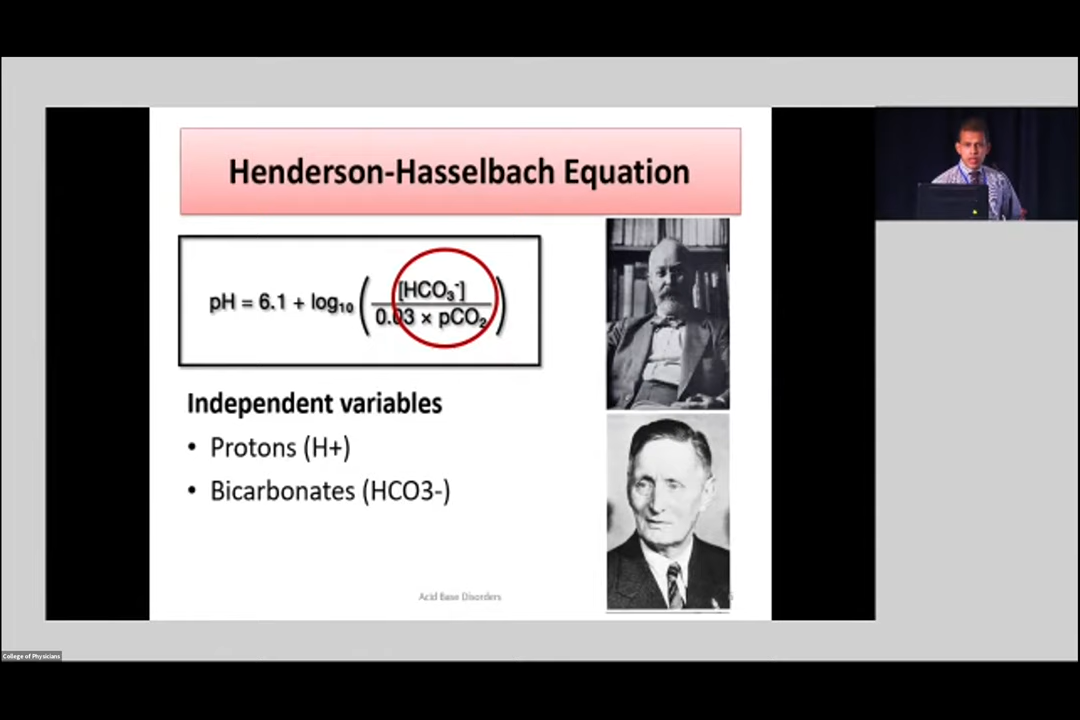 Henderson-Hasselbach Equation
pH = 6.1 + log₁₀ ( [HCO₃⁻] / 0.03 × pCO₂ )
Independent variables
• Protons (H+)
• Bicarbonates (HCO3-)
Acid Base Disorders
College of Physicians